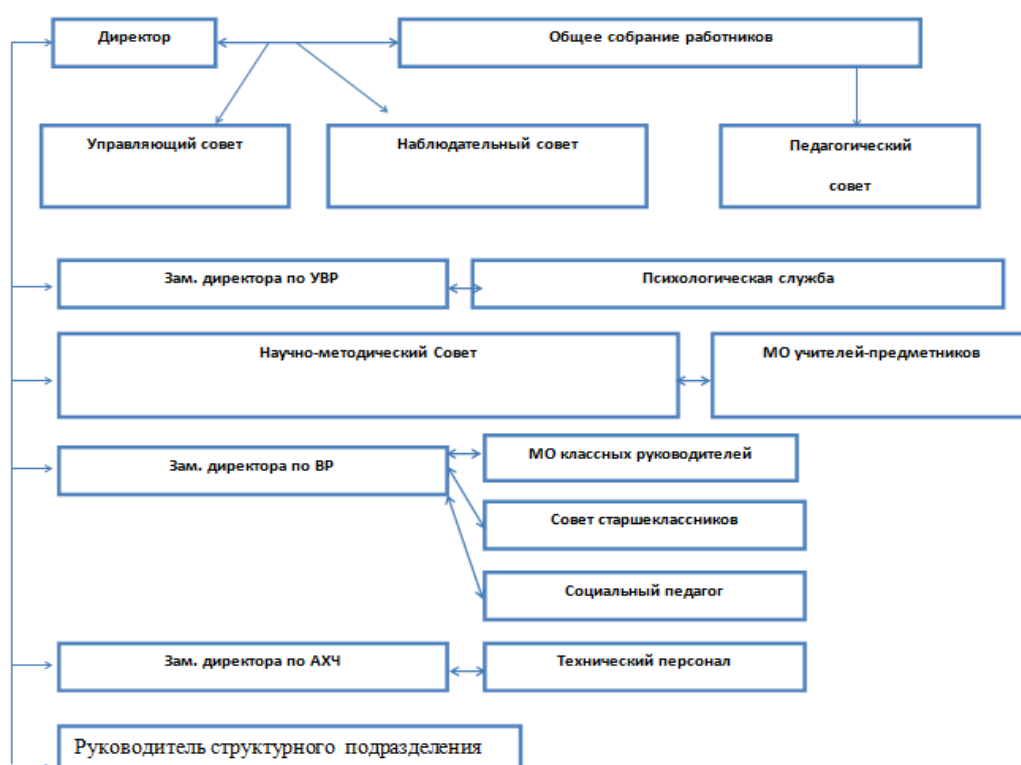 Директор
Общее собрание работников
Управляющий совет
Наблюдательный совет
Педагогический
совет
Зам. директора по УВР
Психологическая служба
Научно-методический Совет
МО учителей-предметников
Зам. директора по ВР
МО классных руководителей
Совет старшеклассников
Социальный педагог
Зам. директора по АХЧ
Технический персонал
Руководитель структурного подразделения